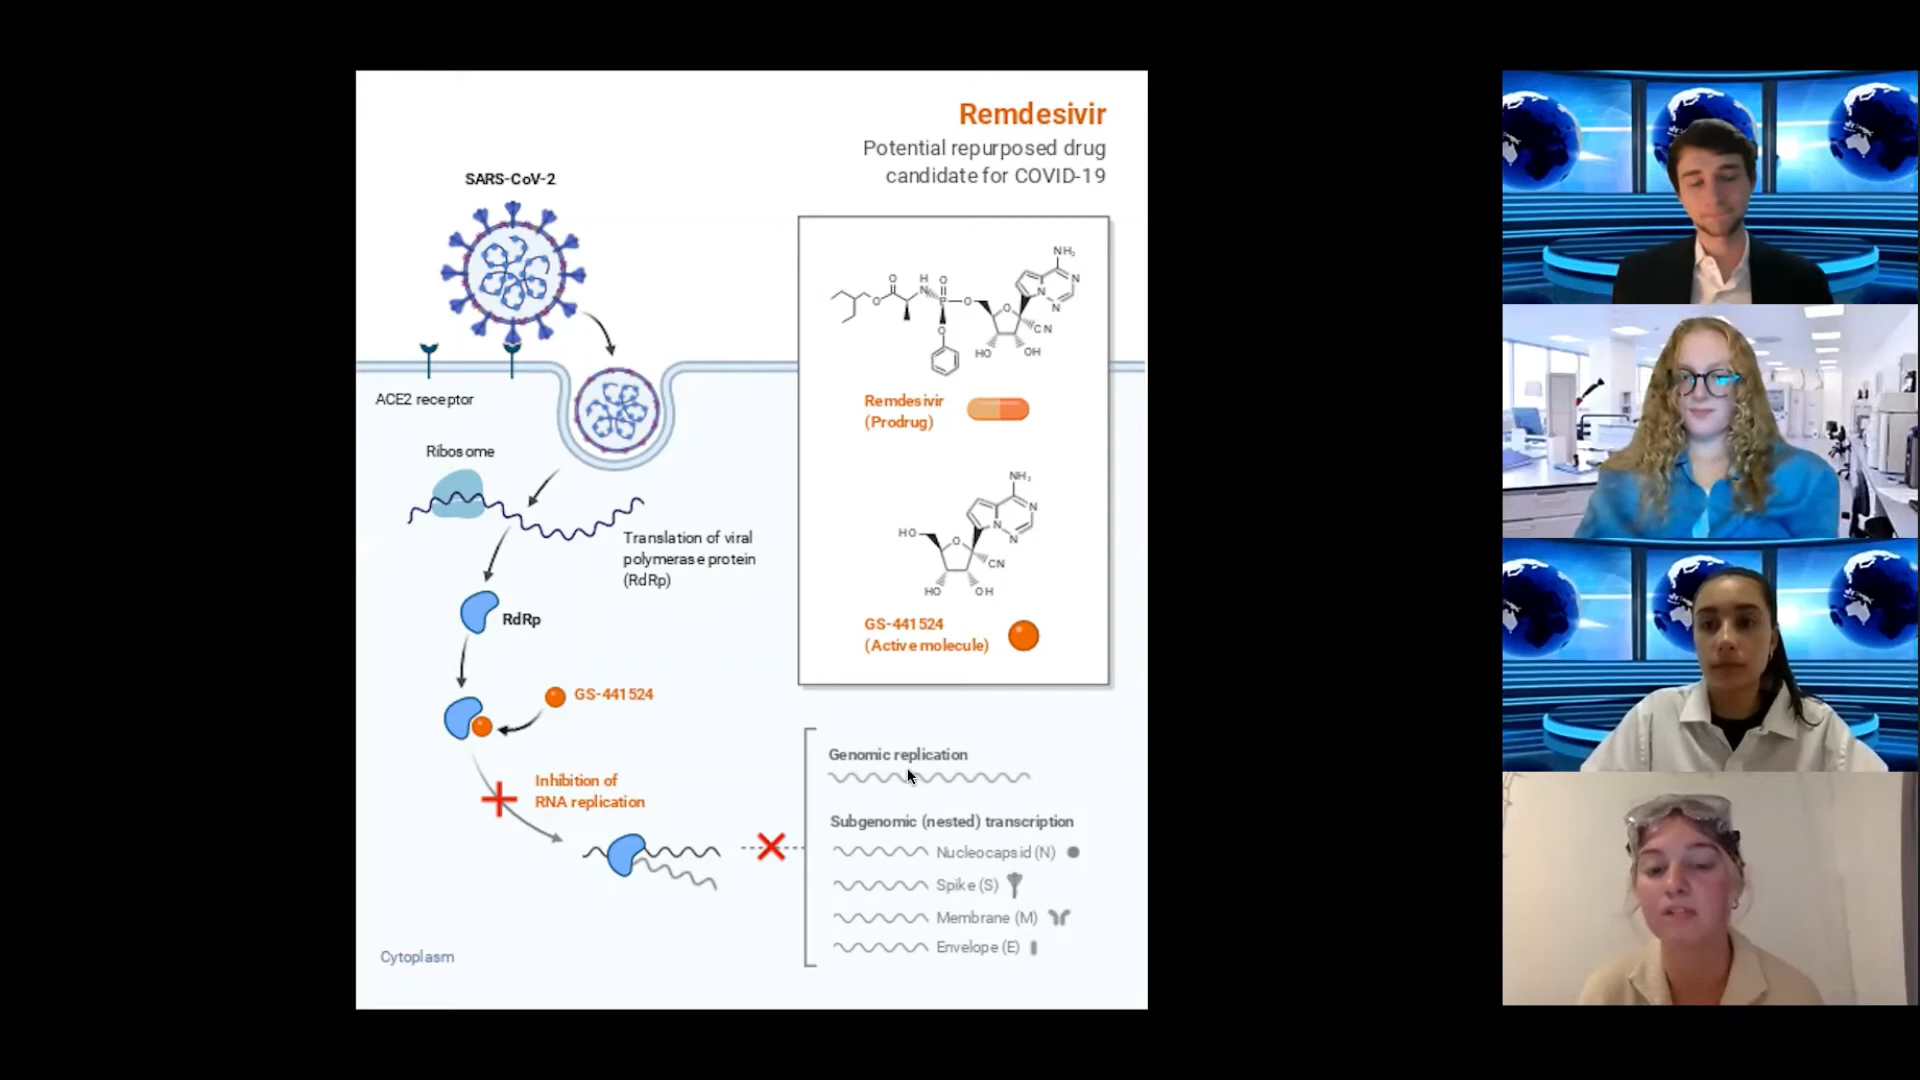 Remdesivir
Potential repurposed drug
candidate for COVID-19
SARS-CoV-2
ACE2 receptor
Ribosome
Translation of viral
polymerase protein
(RdRp)
RdRp
GS-441524
Inhibition of
RNA replication
Cytoplasm
NH₂
N
N
N
O
H
N
O
P
O
O
O
O
CN
HO
OH
Remdesivir
(Prodrug)
NH₂
N
N
N
HO
O
CN
HO
OH
GS-441524
(Active molecule)
Genomic replication
Subgenomic (nested) transcription
Nucleocapsid (N)
Spike (S)
Membrane (M)
Envelope (E)